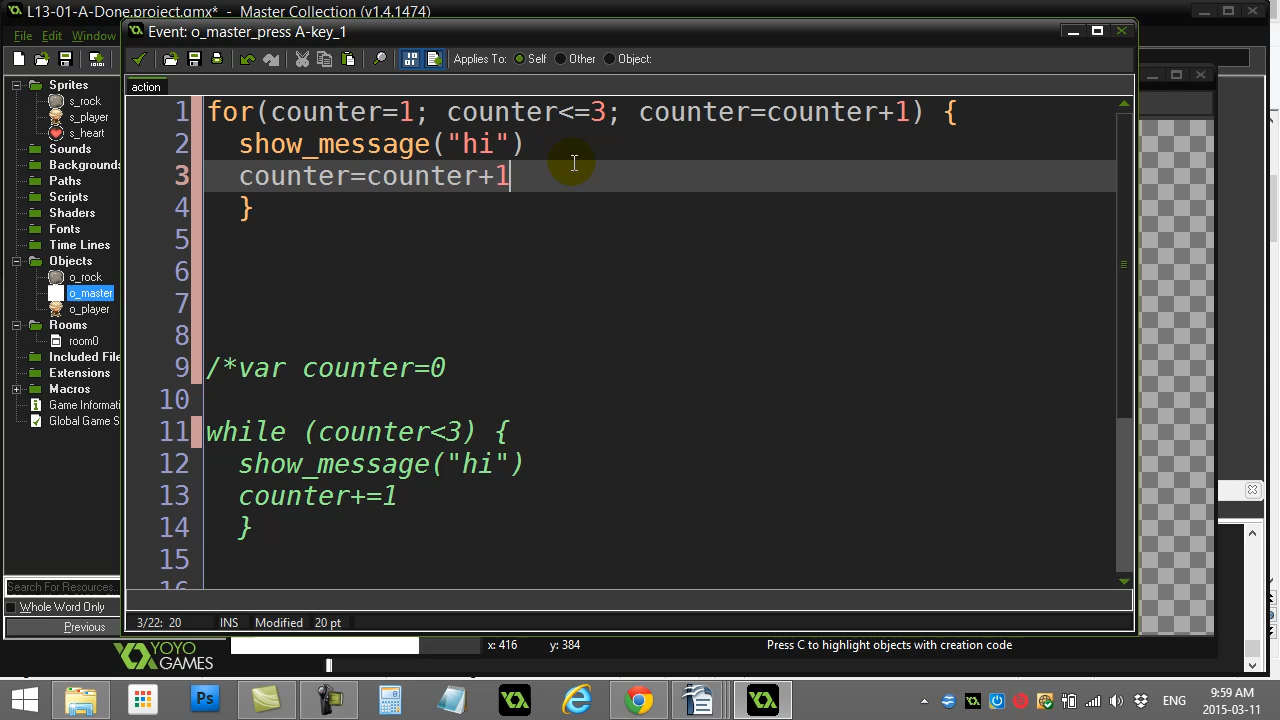 L13-01-A-Done.project.gmx* - Master Collection (v1.4.1474)
File Edit Window
Event: o_master_press A-key_1
Applies To: Self Other Object:
action
Sprites
s_rock
s_player
s_heart
Sounds
Backgrounds
Paths
Scripts
Shaders
Fonts
Time Lines
Objects
o_rock
o_master
o_player
Rooms
room0
Included File
Extensions
Macros
Game Informati
Global Game S
Search For Resources..
Whole Word Only
Previous
YOYO
GAMES
1 for(counter=1; counter<=3; counter=counter+1) {
2 show_message("hi")
3 counter=counter+1
4 }
5
6
7
8
9 /*var counter=0
10
11 while (counter<3) {
12 show_message("hi")
13 counter+=1
14 }
15
16
3/22: 20 INS Modified 20 pt
x: 416 y: 384 Press C to highlight objects with creation code
Ps
ENG
9:59 AM
2015-03-11